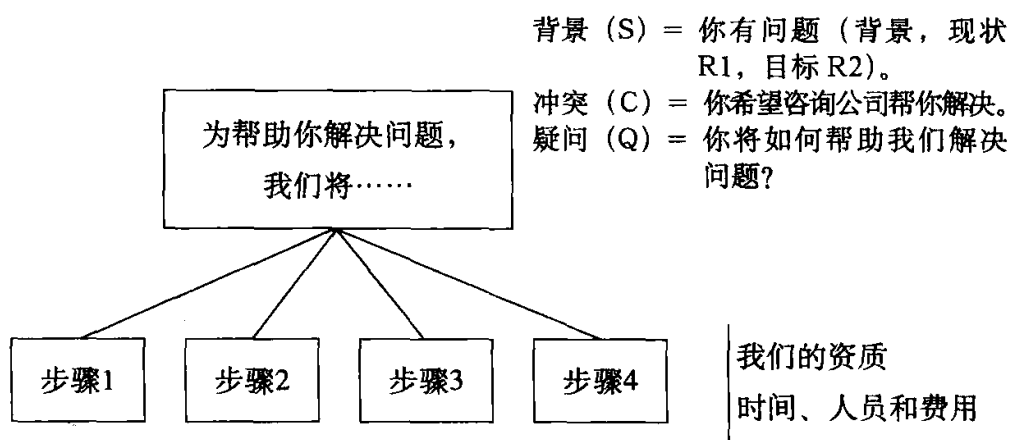 背景（S）= 你有问题（背景，现状
R1，目标 R2）。
冲突（C）= 你希望咨询公司帮你解决。
疑问（Q）= 你将如何帮助我们解决
问题？
为帮助你解决问题，
我们将……
步骤1
步骤2
步骤3
步骤4
我们的资质
时间、人员和费用